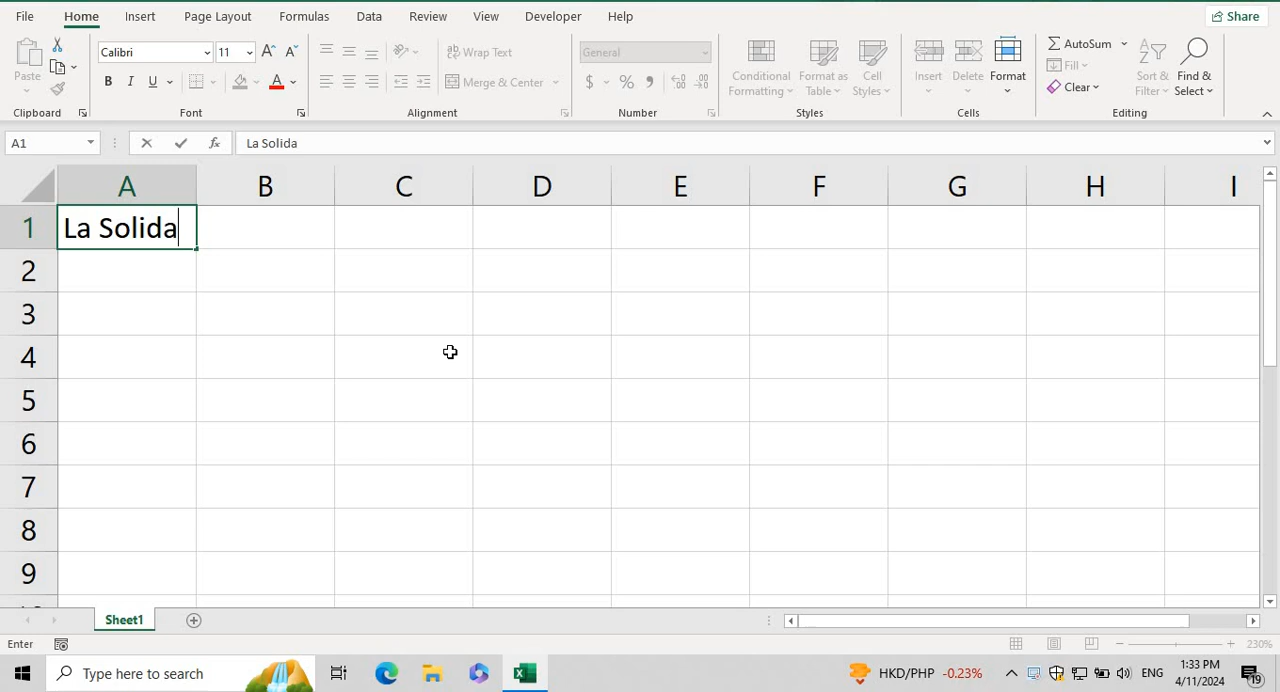 File Home Insert Page Layout Formulas Data Review View Developer Help Share
Paste
Calibri 11 A A
B I U A
Wrap Text
Merge & Center
General
$ % 9
Conditional Formatting
Format as Table
Cell Styles
Insert
Delete
Format
AutoSum
Fill
Clear
Sort & Filter
Find & Select
Clipboard Font Alignment Number Styles Cells Editing
A1 fx La Solida
A B C D E F G H I
1 La Solida
2
3
4
5
6
7
8
9
Sheet1
Enter 230%
Type here to search HKD/PHP -0.23% ENG 1:33 PM
4/11/2024 19